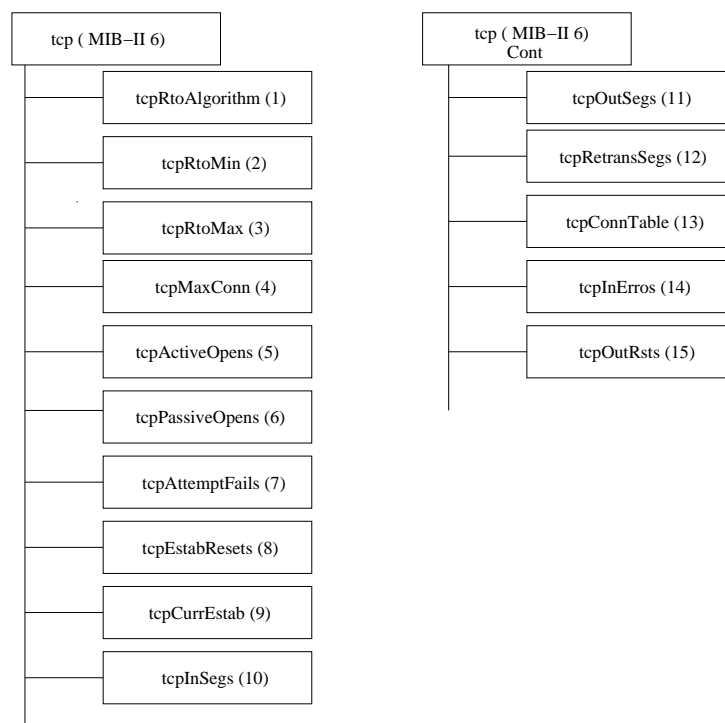 tcp ( MIB−II 6)
tcpRtoAlgorithm (1)
tcpRtoMin (2)
tcpRtoMax (3)
tcpMaxConn (4)
tcpActiveOpens (5)
tcpPassiveOpens (6)
tcpAttemptFails (7)
tcpEstabResets (8)
tcpCurrEstab (9)
tcpInSegs (10)
tcp ( MIB−II 6)
Cont
tcpOutSegs (11)
tcpRetransSegs (12)
tcpConnTable (13)
tcpInErros (14)
tcpOutRsts (15)